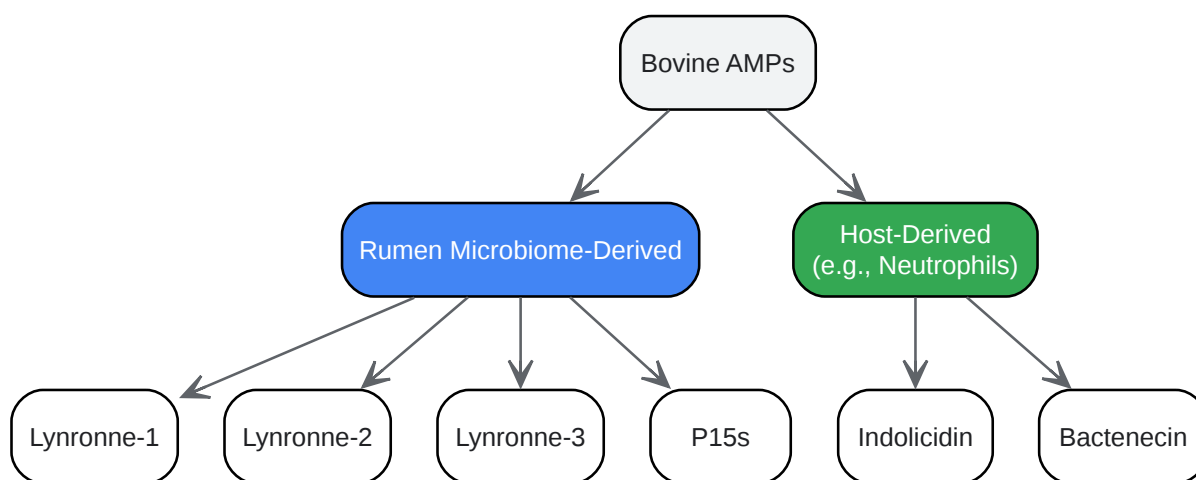 Bovine AMPs
Rumen Microbiome-Derived
Host-Derived
(e.g., Neutrophils)
Lynronne-1
Lynronne-2
Lynronne-3
P15s
Indolicidin
Bactenecin